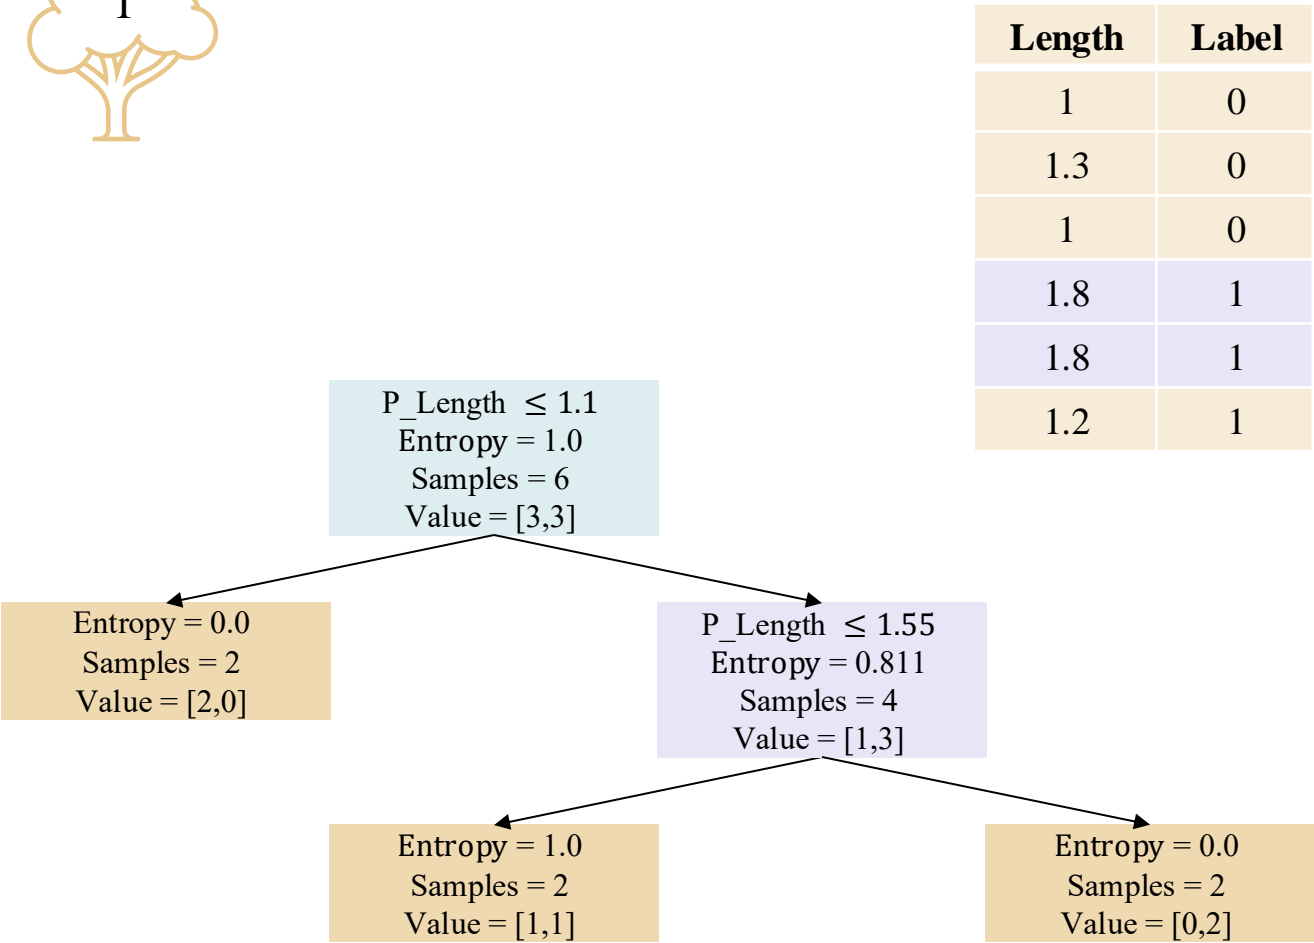 1
Length Label
1 0
1.3 0
1 0
1.8 1
1.8 1
1.2 1
P_Length ≤ 1.1
Entropy = 1.0
Samples = 6
Value = [3,3]
Entropy = 0.0
Samples = 2
Value = [2,0]
P_Length ≤ 1.55
Entropy = 0.811
Samples = 4
Value = [1,3]
Entropy = 1.0
Samples = 2
Value = [1,1]
Entropy = 0.0
Samples = 2
Value = [0,2]